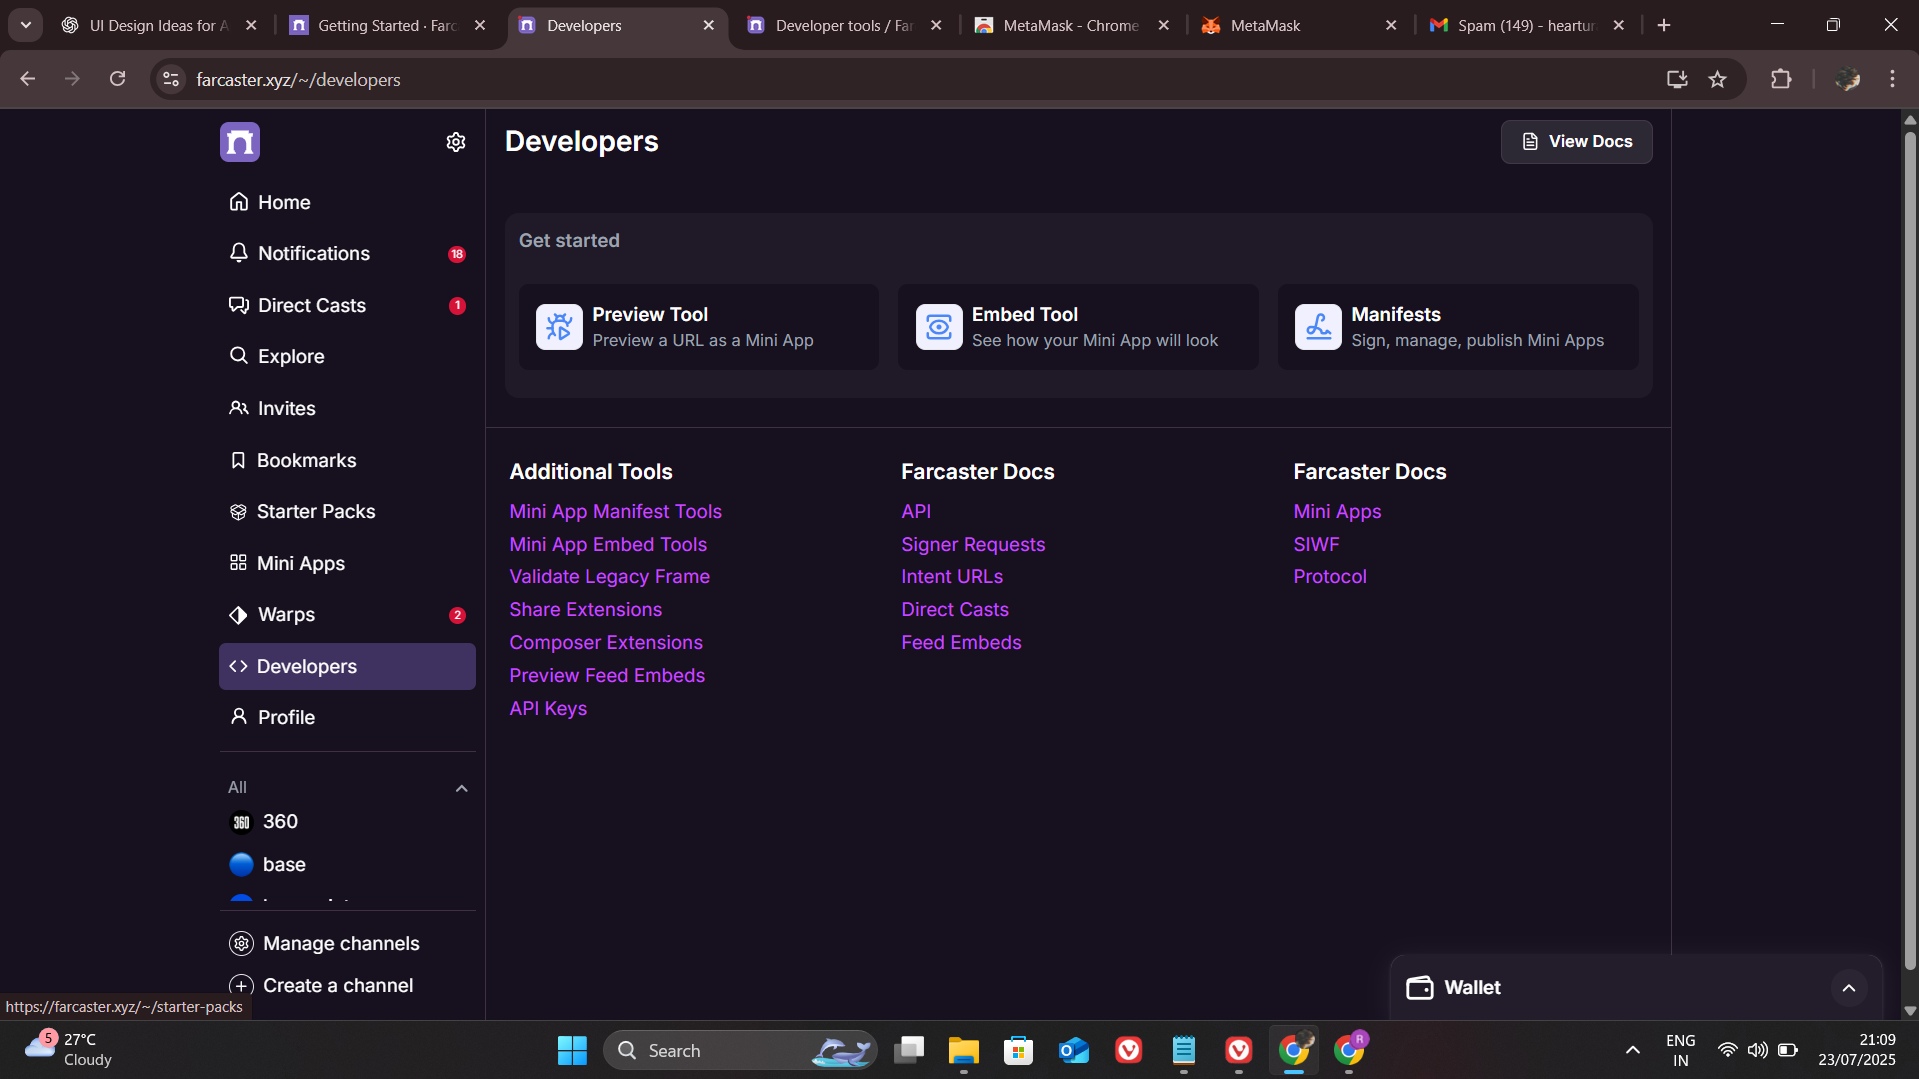 UI Design Ideas for A
Getting Started · Farc
Developers
Developer tools / Far
MetaMask - Chrome
MetaMask
Spam (149) - heartur
farcaster.xyz/~/developers
Home
Notifications
18
Direct Casts
1
Explore
Invites
Bookmarks
Starter Packs
Mini Apps
Warps
2
Developers
Profile
All
360
360
base
Manage channels
Create a channel
Developers
View Docs
Get started
Preview Tool
Preview a URL as a Mini App
Embed Tool
See how your Mini App will look
Manifests
Sign, manage, publish Mini Apps
Additional Tools
Mini App Manifest Tools
Mini App Embed Tools
Validate Legacy Frame
Share Extensions
Composer Extensions
Preview Feed Embeds
API Keys
Farcaster Docs
API
Signer Requests
Intent URLs
Direct Casts
Feed Embeds
Farcaster Docs
Mini Apps
SIWF
Protocol
Wallet
https://farcaster.xyz/~/starter-packs
5
27°C
Cloudy
Search
R
ENG
IN
21:09
23/07/2025